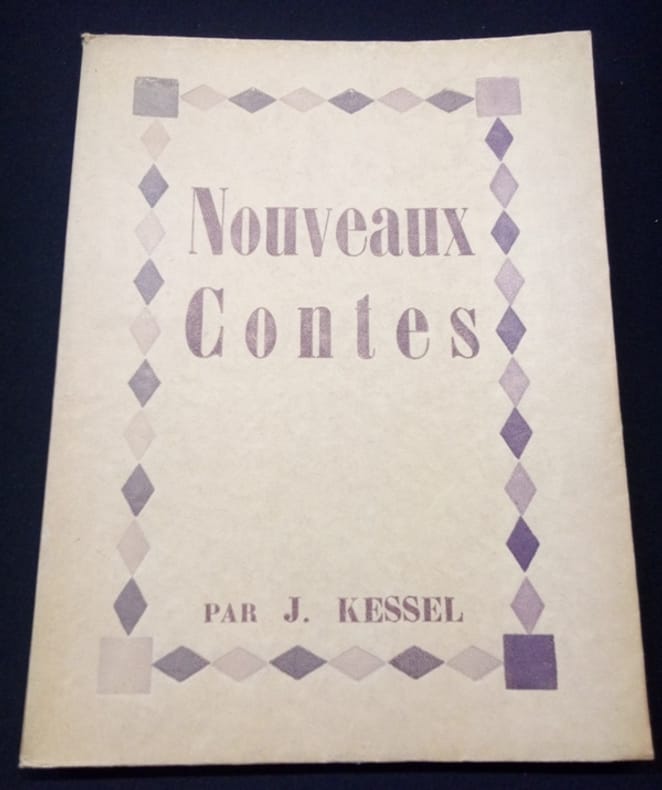 Nouveaux
Contes
PAR J. KESSEL